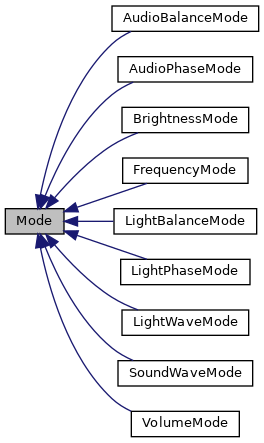 AudioBalanceMode
AudioPhaseMode
BrightnessMode
FrequencyMode
Mode
LightBalanceMode
LightPhaseMode
LightWaveMode
SoundWaveMode
VolumeMode